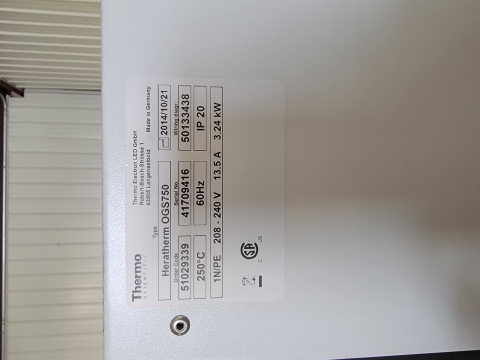 Thermo
SCIENTIFIC
Thermo Electron LED GmbH
Robert-Bosch-Strasse 1
63505 Langenselbold
Made in Germany
Type
Heratherm OGS750
2014/10/21
Order Code
Serial No.
Wiring diagr.
51029339
41709416
50133438
250°C
60Hz
IP 20
1N/PE 208 - 240 V 13.5 A 3.24 kW
C US